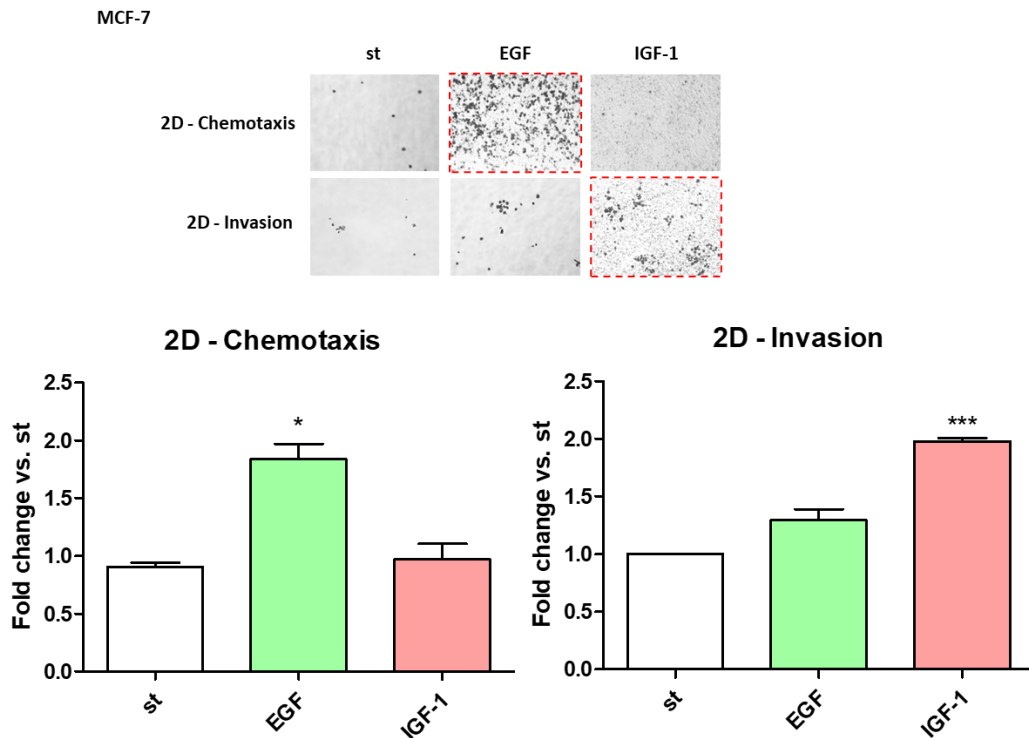 MCF-7
st EGF IGF-1
2D - Chemotaxis
2D - Invasion
2D - Chemotaxis
Fold change vs. st
2.5
2.0
1.5
1.0
0.5
0.0
*
st EGF IGF-1
2D - Invasion
Fold change vs. st
2.5
2.0
1.5
1.0
0.5
0.0
***
st EGF IGF-1